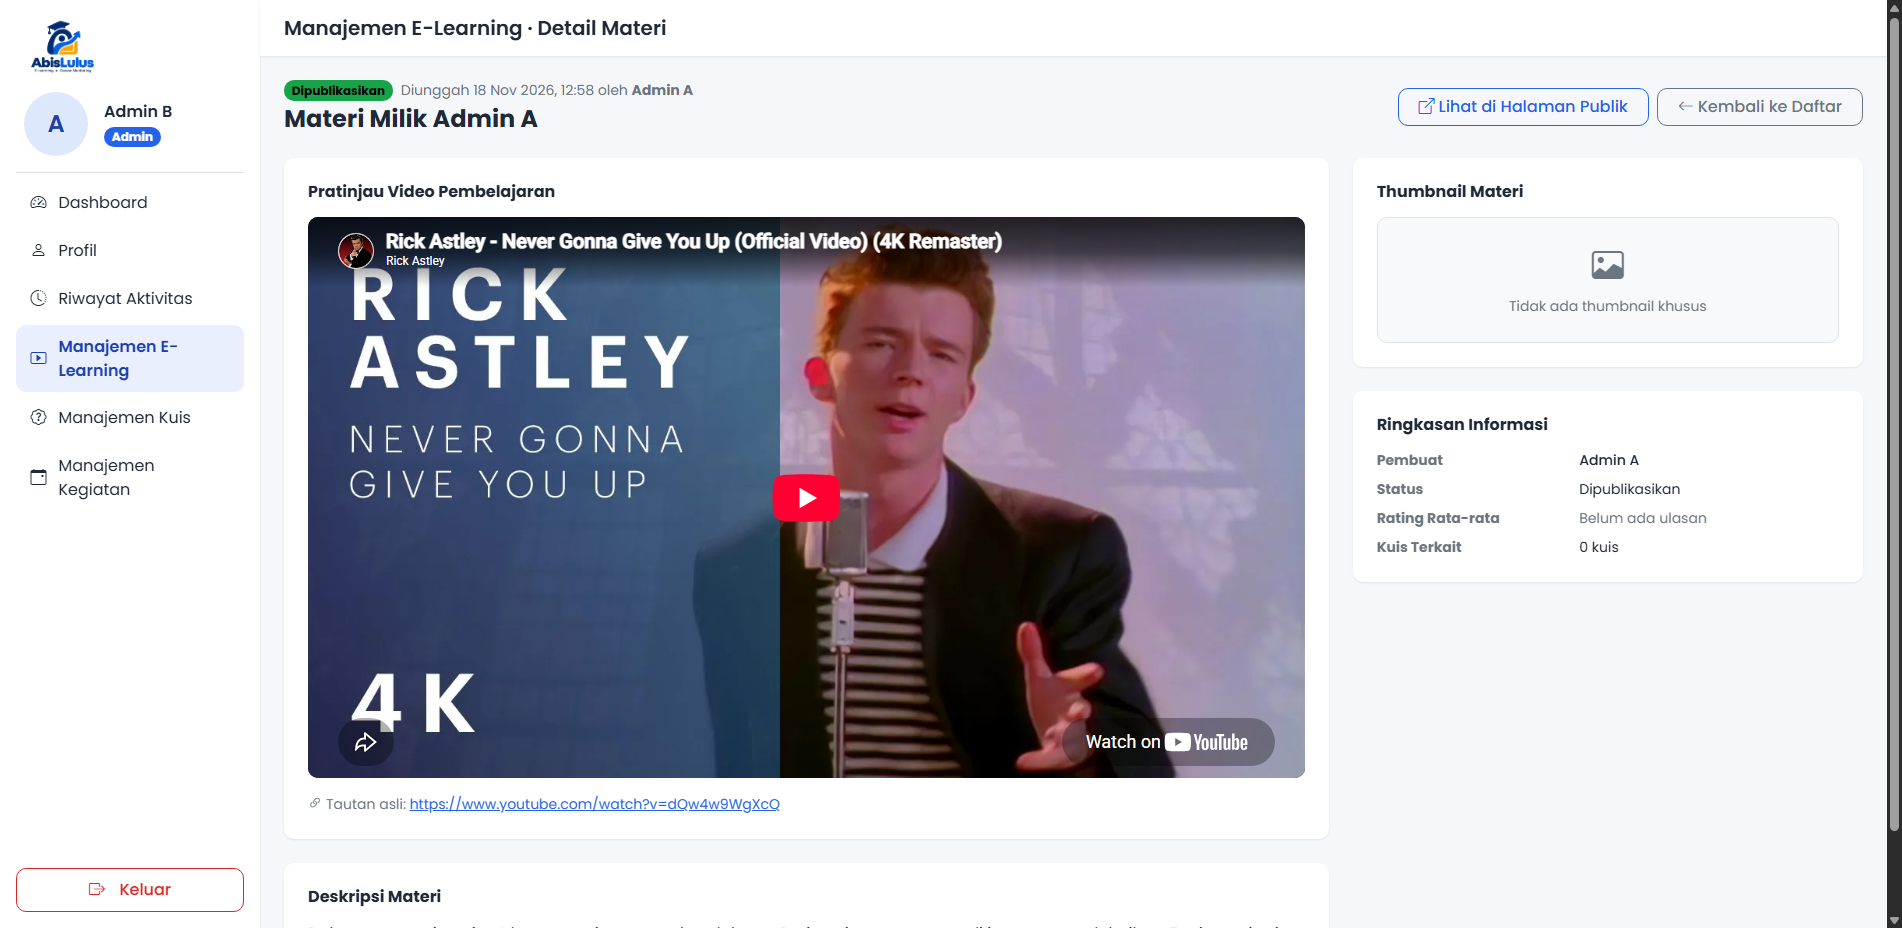 AbisLulus
A
Admin B
Admin
Dashboard
Profil
Riwayat Aktivitas
Manajemen E-
Learning
Manajemen Kuis
Manajemen
Kegiatan
Keluar
Manajemen E-Learning · Detail Materi
Dipublikasikan Diunggah 18 Nov 2026, 12:58 oleh Admin A
Materi Milik Admin A
Lihat di Halaman Publik
Kembali ke Daftar
Pratinjau Video Pembelajaran
Rick Astley - Never Gonna Give You Up (Official Video) (4K Remaster)
Rick Astley
RICK
ASTLEY
NEVER GONNA
GIVE YOU UP
4K
Watch on YouTube
Tautan asli: https://www.youtube.com/watch?v=dQw4w9WgXcQ
Deskripsi Materi
Thumbnail Materi
Tidak ada thumbnail khusus
Ringkasan Informasi
Pembuat Admin A
Status Dipublikasikan
Rating Rata-rata Belum ada ulasan
Kuis Terkait 0 kuis